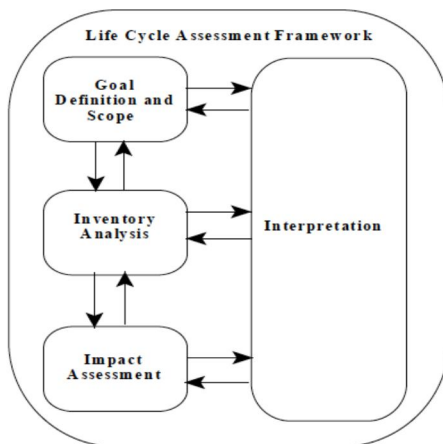 Life Cycle Assessment Framework
Goal
Definition and
Scope
Inventory
Analysis
Interpretation
Impact
Assessment